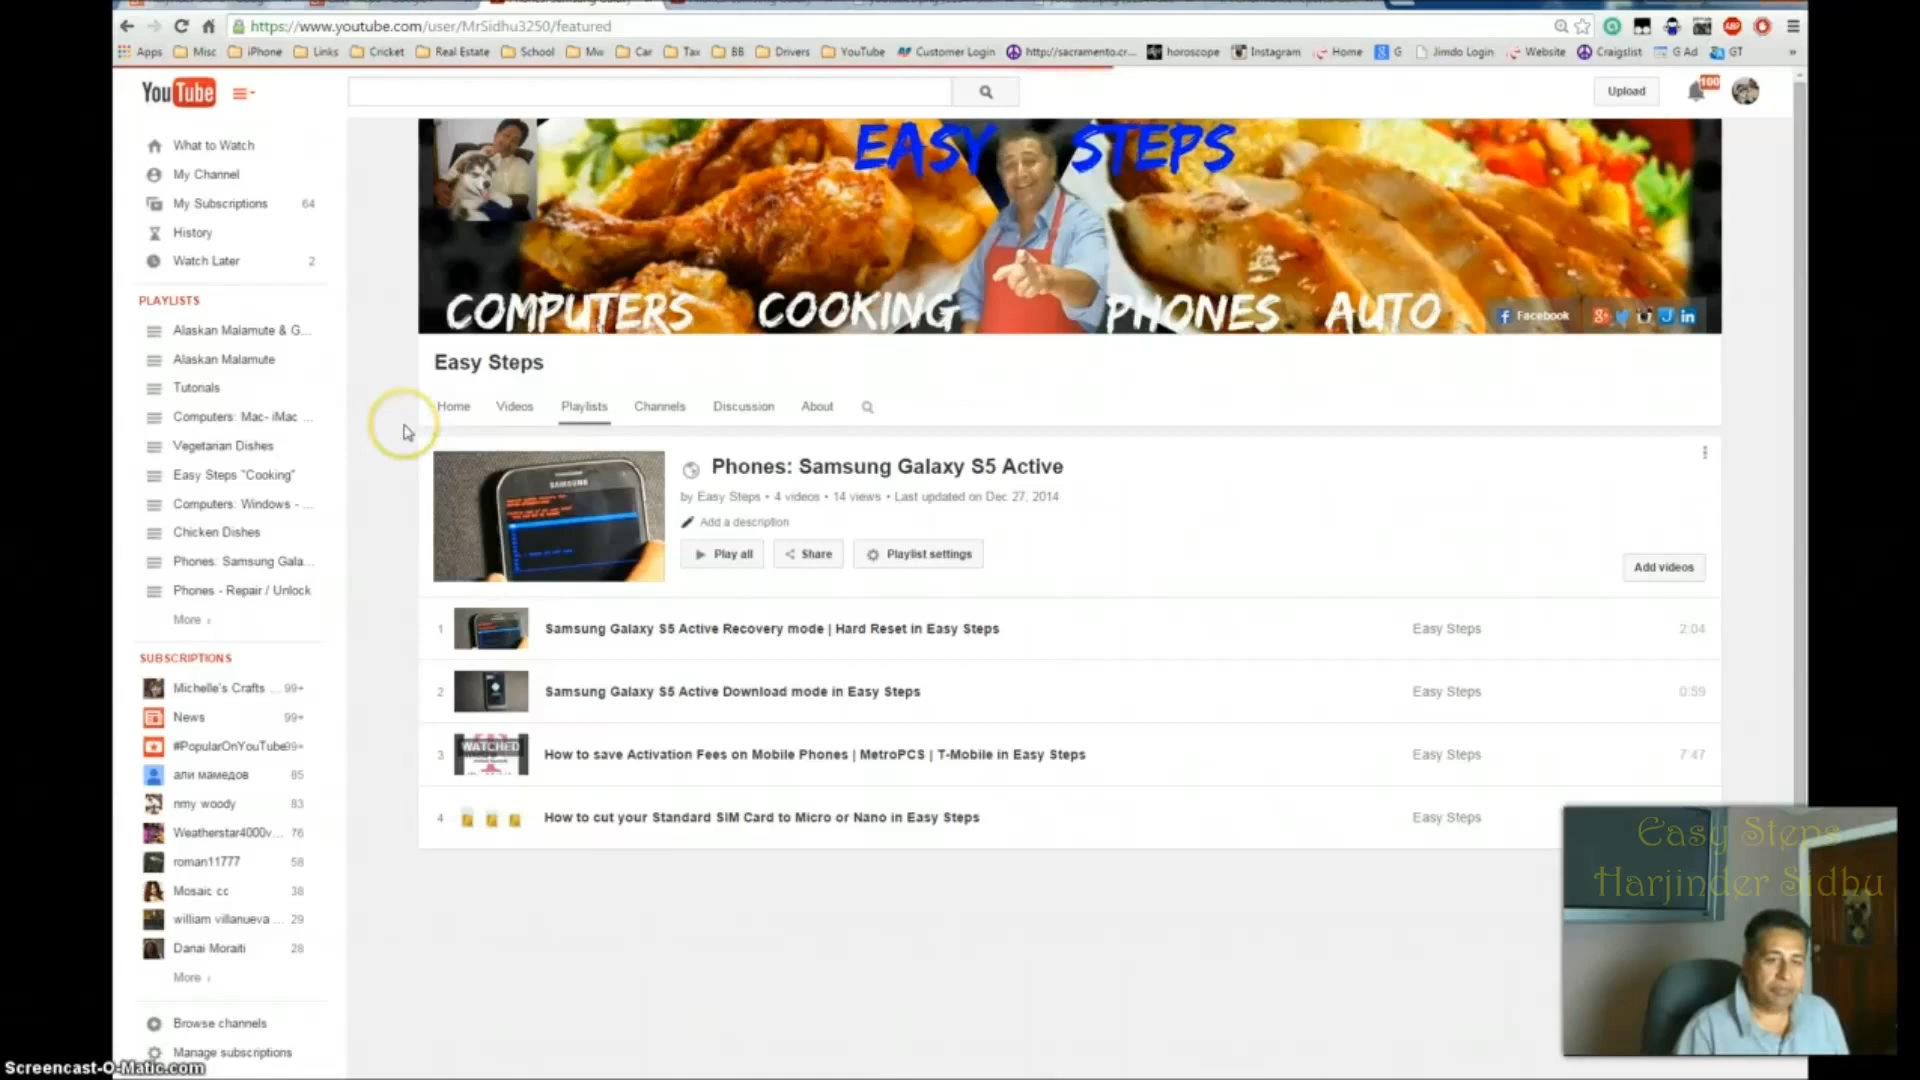 https://www.youtube.com/user/MrSidhu3250/featured
Apps Misc iPhone Links Cricket Real Estate School Mw Car Tax BB Drivers YouTube Customer Login http://sacramento.cr... horoscope Instagram Home G Jimdo Login Website Craigslist G Ad GT »
YouTube
Upload
100
What to Watch
My Channel
My Subscriptions 64
History
Watch Later 2
PLAYLISTS
Alaskan Malamute & G...
Alaskan Malamute
Tutorials
Computers: Mac- iMac ...
Vegetarian Dishes
Easy Steps "Cooking"
Computers: Windows - ...
Chicken Dishes
Phones: Samsung Gala...
Phones - Repair / Unlock
More ›
SUBSCRIPTIONS
Michelle's Crafts ... 99+
News 99+
#PopularOnYouTube 99+
али мамедов 85
nmy woody 83
Weatherstar4000v... 76
roman11777 58
Mosaic cc 38
william villanueva ... 29
Danai Moraiti 28
More ›
Browse channels
Manage subscriptions
EASY STEPS
COMPUTERS COOKING PHONES AUTO
Facebook
Easy Steps
Home Videos Playlists Channels Discussion About
SAMSUNG
Phones: Samsung Galaxy S5 Active
by Easy Steps • 4 videos • 14 views • Last updated on Dec 27, 2014
Add a description
Play all Share Playlist settings
Add videos
1 Samsung Galaxy S5 Active Recovery mode | Hard Reset in Easy Steps Easy Steps 2:04
2 Samsung Galaxy S5 Active Download mode in Easy Steps Easy Steps 0:59
WATCHED
3 How to save Activation Fees on Mobile Phones | MetroPCS | T-Mobile in Easy Steps Easy Steps 7:47
4 How to cut your Standard SIM Card to Micro or Nano in Easy Steps Easy Steps
Easy Steps
Harjinder Sidhu
Screencast-O-Matic.com